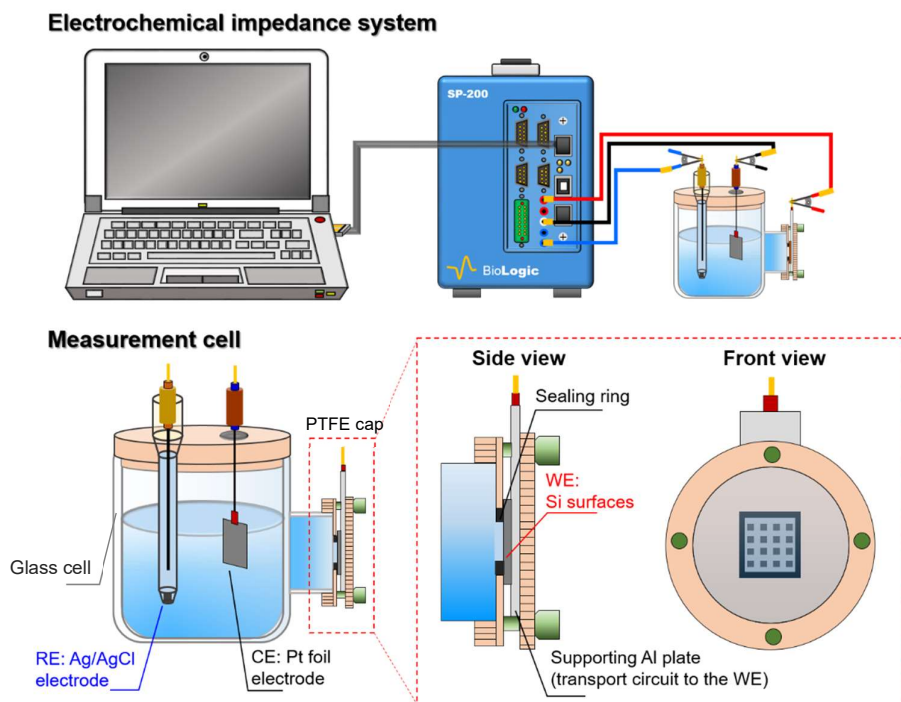 Electrochemical impedance system
SP-200
BioLogic
Measurement cell
PTFE cap
Glass cell
RE: Ag/AgCl
electrode
CE: Pt foil
electrode
Side view
Front view
Sealing ring
WE:
Si surfaces
Supporting Al plate
(transport circuit to the WE)